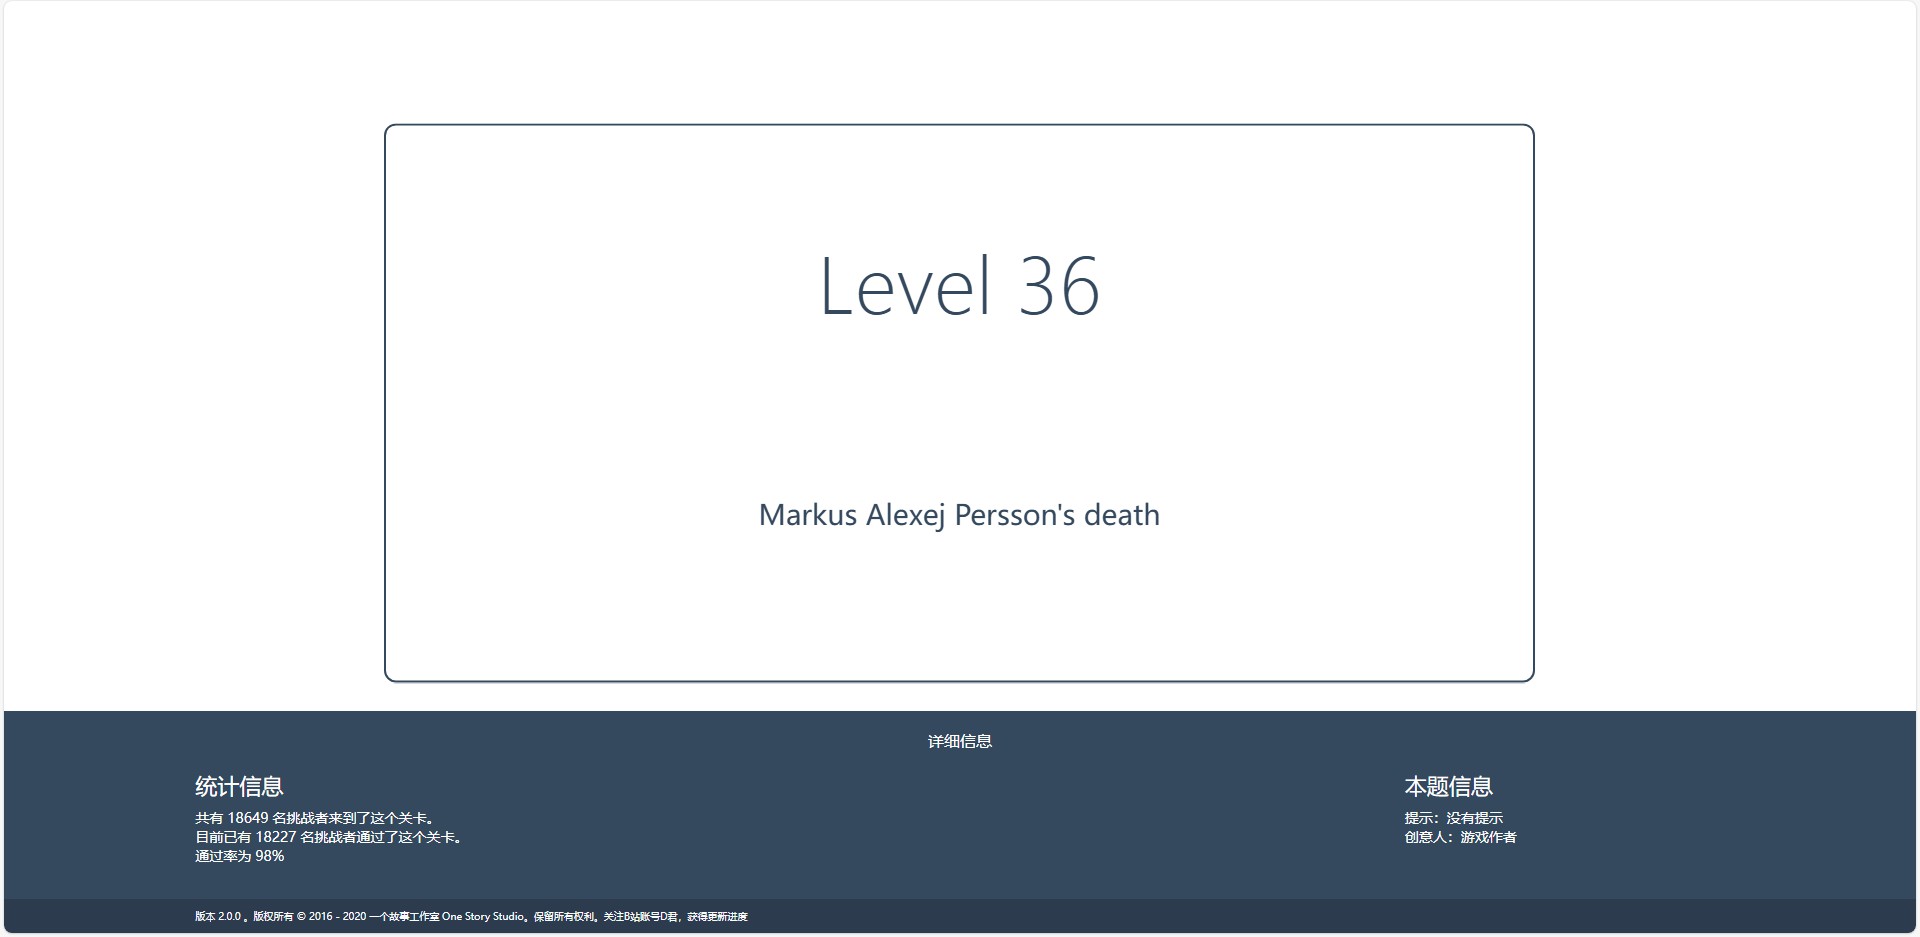 Level 36
Markus Alexej Persson's death
详细信息
统计信息
共有 18649 名挑战者来到了这个关卡。
目前已有 18227 名挑战者通过了这个关卡。
通过率为 98%
本题信息
提示：没有提示
创意人：游戏作者
版本 2.0.0 。版权所有 © 2016 - 2020 一个故事工作室 One Story Studio。保留所有权利。关注B站账号D君，获得更新进度